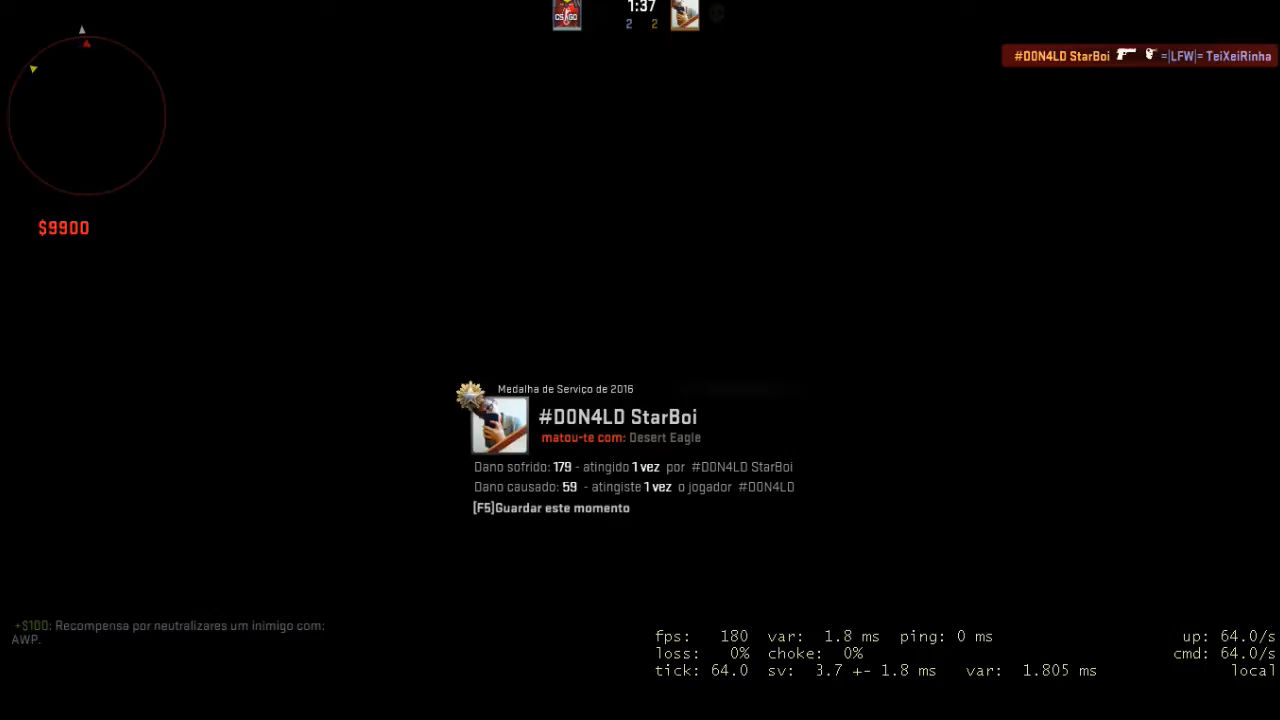 1:37
CS GO
2 2
#D0N4LD StarBoi =|LFW|= TeiXeiRinha
$9900
Medalha de Serviço de 2016
#D0N4LD StarBoi
matou-te com: Desert Eagle
Dano sofrido: 179 - atingido 1 vez por #D0N4LD StarBoi
Dano causado: 59 - atingiste 1 vez o jogador #D0N4LD
[F5]Guardar este momento
+$100: Recompensa por neutralizares um inimigo com:
AWP.
fps: 180 var: 1.8 ms ping: 0 ms up: 64.0/s
loss: 0% choke: 0% cmd: 64.0/s
tick: 64.0 sv: 3.7 +- 1.8 ms var: 1.805 ms local